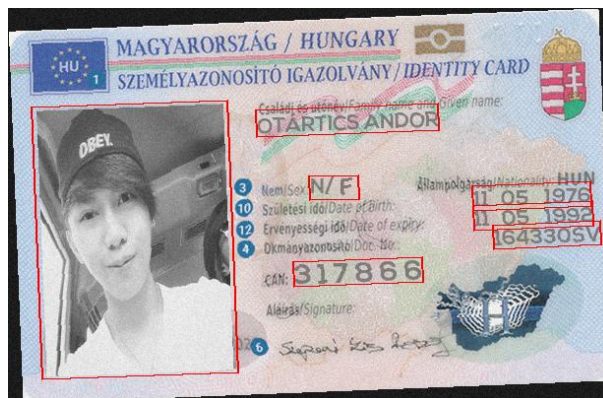 MAGYARORSZÁG / HUNGARY
HU
1
SZEMÉLYAZONOSÍTÓ IGAZOLVÁNY / IDENTITY CARD
Családi és utónév/Family name and Given name:
OTARTICS ANDOR
OBEY.
3 Nem/Sex: N/ F
Állampolgárság/Nationality: HUN
10 Születési idő/Date of Birth:
11 05 1976
12 Érvényességi idő/Date of expiry:
11 05 1992
4 Okmányazonosító/Doc. No.:
164330SV
CAN: 317866
Aláírás/Signature:
6